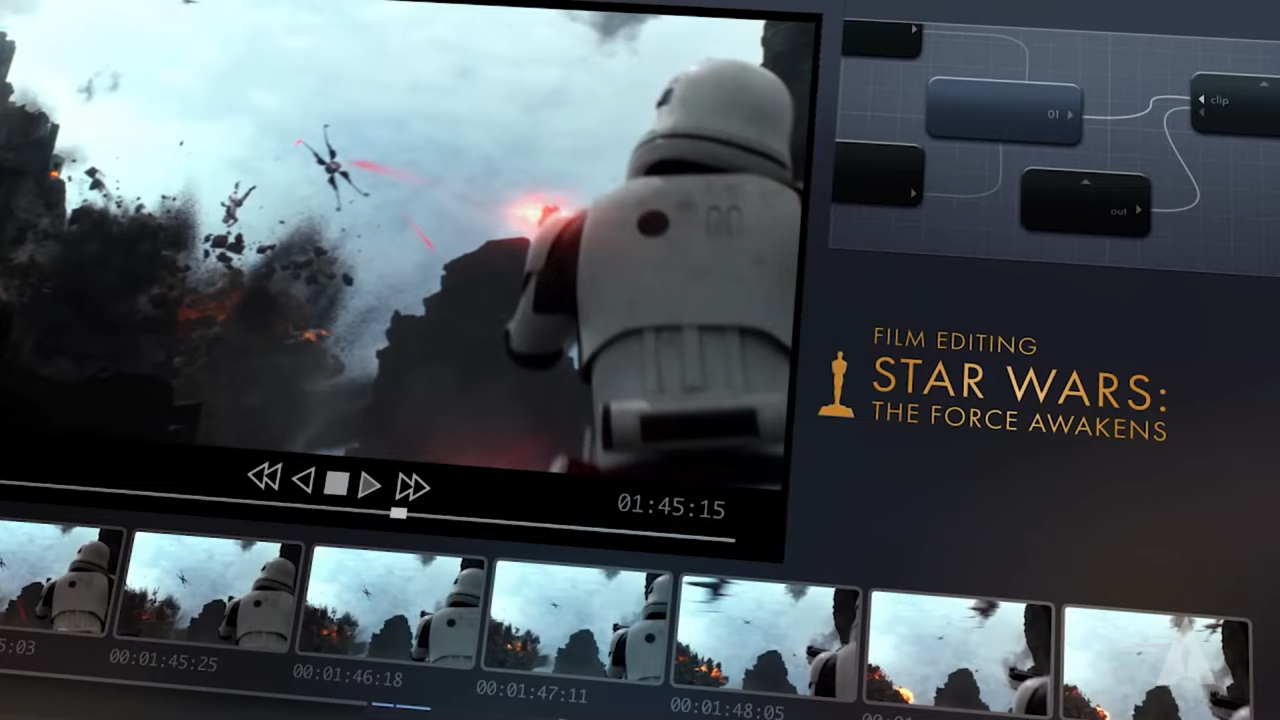 01
clip
out
FILM EDITING
STAR WARS:
THE FORCE AWAKENS
01:45:15
5:03
00:01:45:25
00:01:46:18
00:01:47:11
00:01:48:05